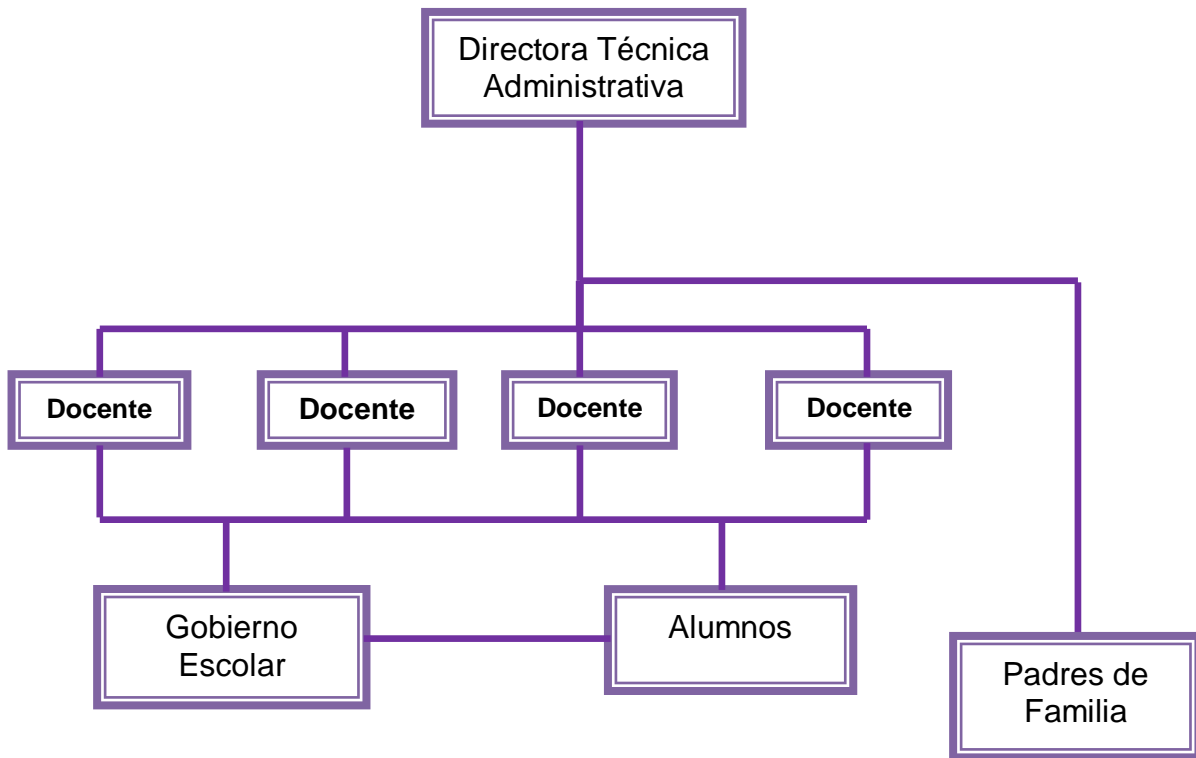 Directora Técnica
Administrativa
Docente
Docente
Docente
Docente
Gobierno
Escolar
Alumnos
Padres de
Familia